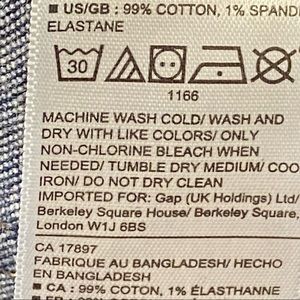 ■ US/GB : 99% COTTON, 1% SPAND
ELASTANE
30
1166
MACHINE WASH COLD/ WASH AND
DRY WITH LIKE COLORS/ ONLY
NON-CHLORINE BLEACH WHEN
NEEDED/ TUMBLE DRY MEDIUM/ COO
IRON/ DO NOT DRY CLEAN
IMPORTED FOR: Gap (UK Holdings) Ltd/
Berkeley Square House/ Berkeley Square,
London W1J 6BS
CA 17897
FABRIQUE AU BANGLADESH/ HECHO
EN BANGLADESH
■ CA : 99% COTON, 1% ÉLASTHANNE